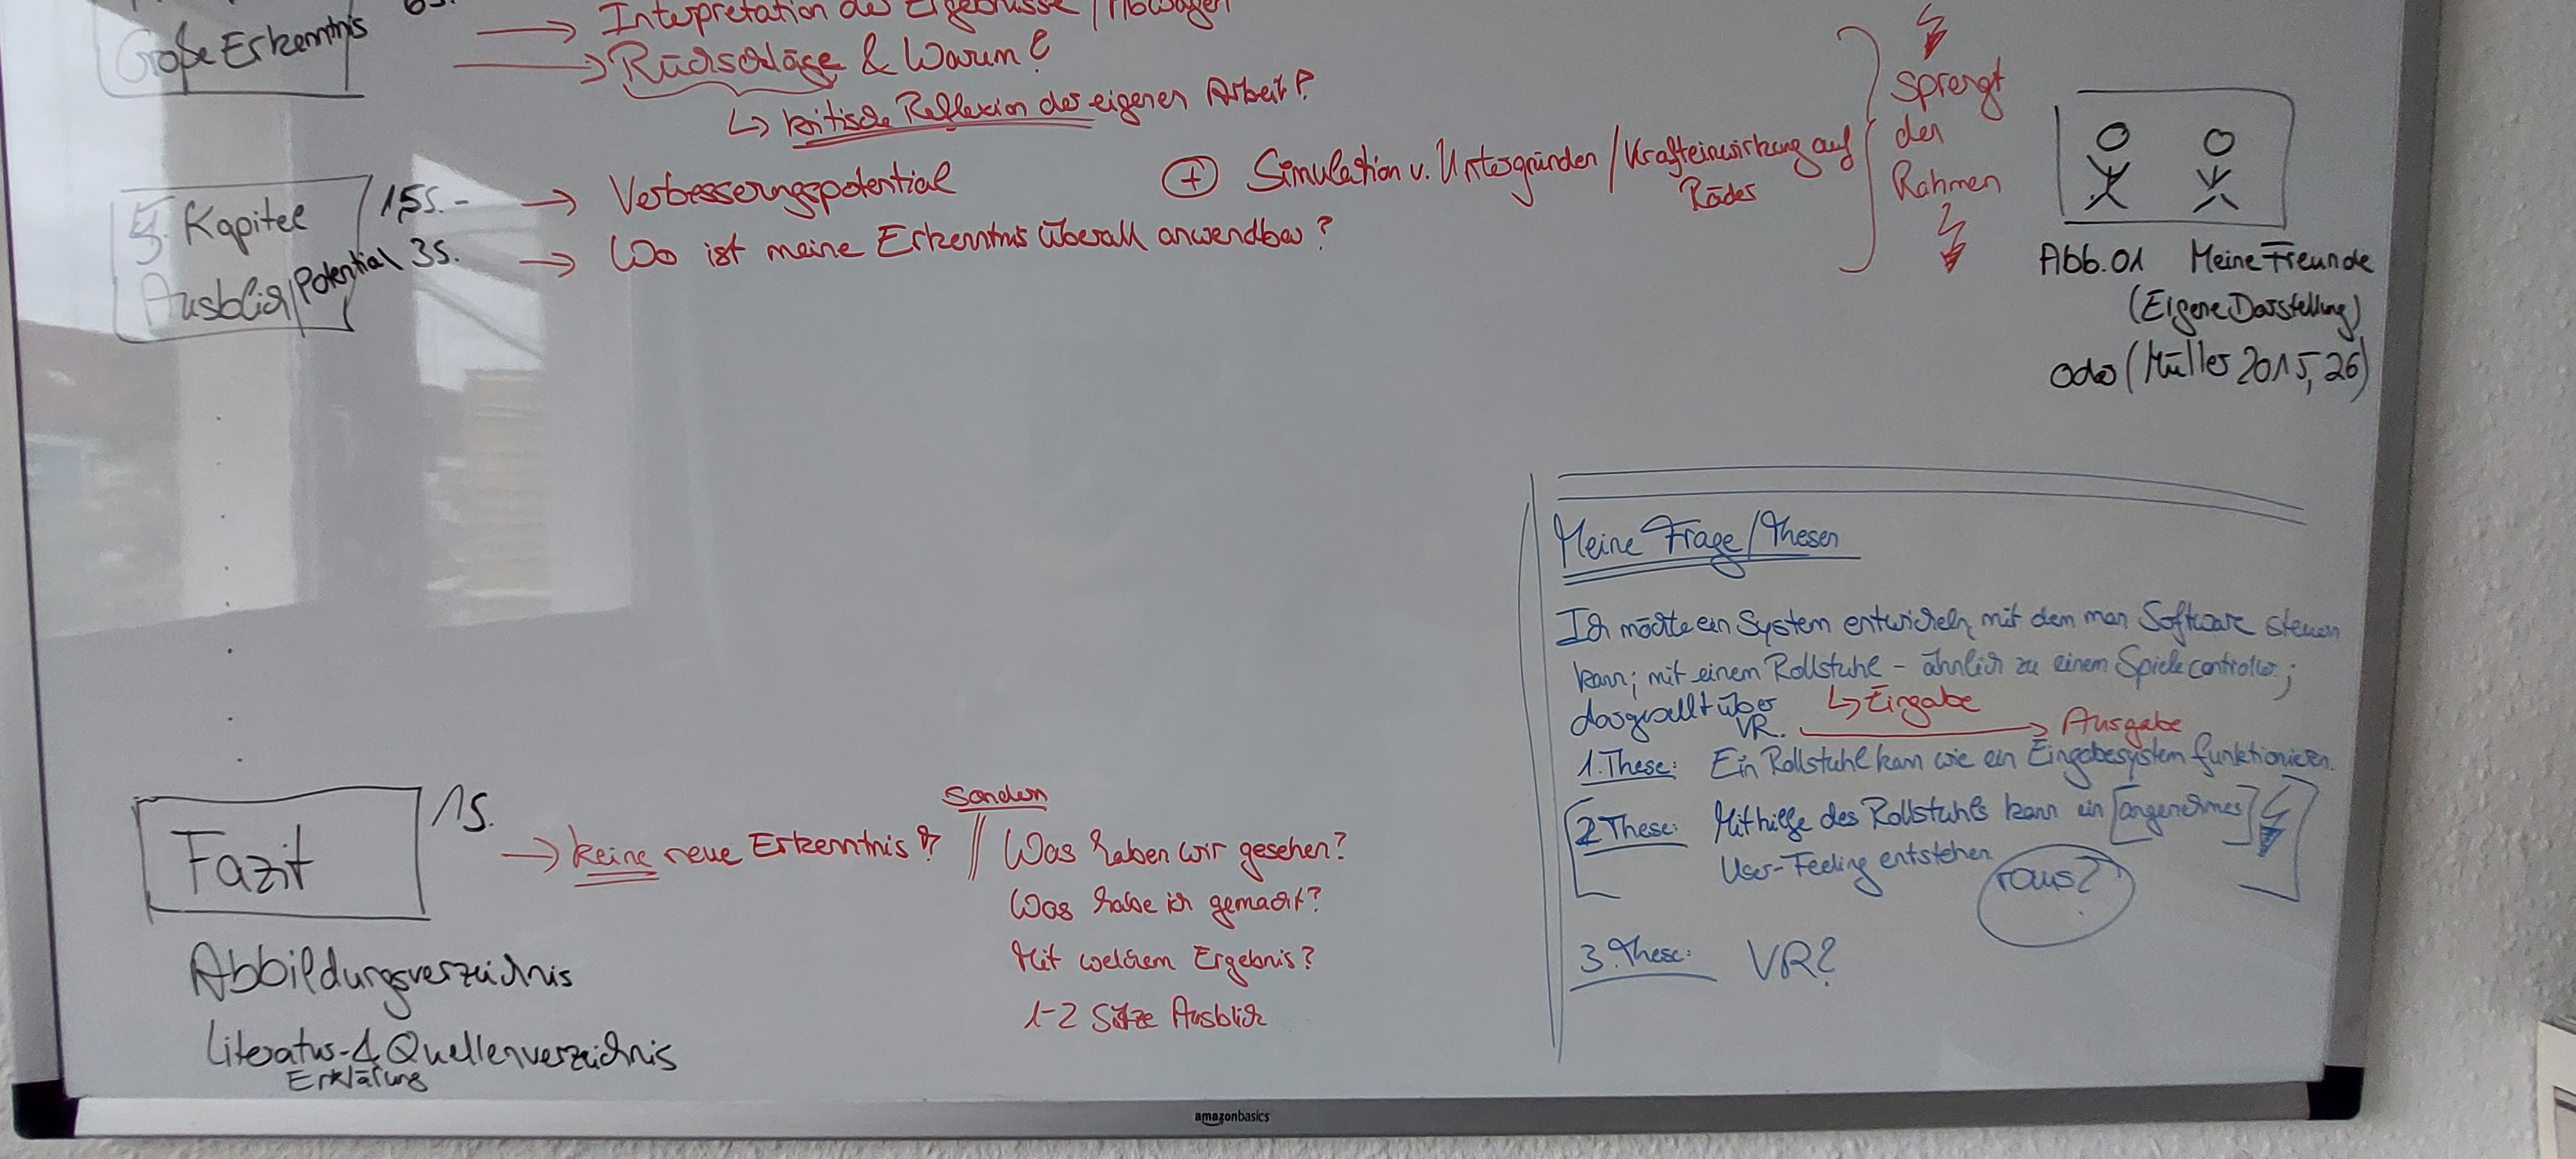 Große Erkenntnis
→ Interpretation der Ergebnisse / Abwägen
→ Rückschläge & Warum?
↳ kritische Reflexion der eigenen Arbeit?
5. Kapitel
Ausblick/Potential
1,5S. -
3S.
→ Verbesserungspotential
→ Wo ist meine Erkenntnis überall anwendbar?
⊕ Simulation v. Untergründen / Krafteinwirkung auf
Räder
sprengt
den
Rahmen
Abb.01 Meine Freunde
(Eigene Darstellung)
oder (Müller 2015, 26)
Meine Frage/Thesen
Ich möchte ein System entwickeln, mit dem man Software steuern
kann; mit einem Rollstuhl - ähnlich zu einem Spielecontroller;
dargestellt über
VR.
↳ Eingabe
→ Ausgabe
1. These: Ein Rollstuhl kann wie ein Eingabesystem funktionieren.
2 These: Mithilfe des Rollstuhls kann ein [angenehmes]
User-Feeling entstehen
raus?
3. These: VR?
Fazit
1S.
→ keine neue Erkenntnis!
sondern
Was haben wir gesehen?
Was habe ich gemacht?
Mit welchem Ergebnis?
1-2 Sätze Ausblick
Abbildungsverzeichnis
Literatur- & Quellenverzeichnis
Erklärung
amazonbasics